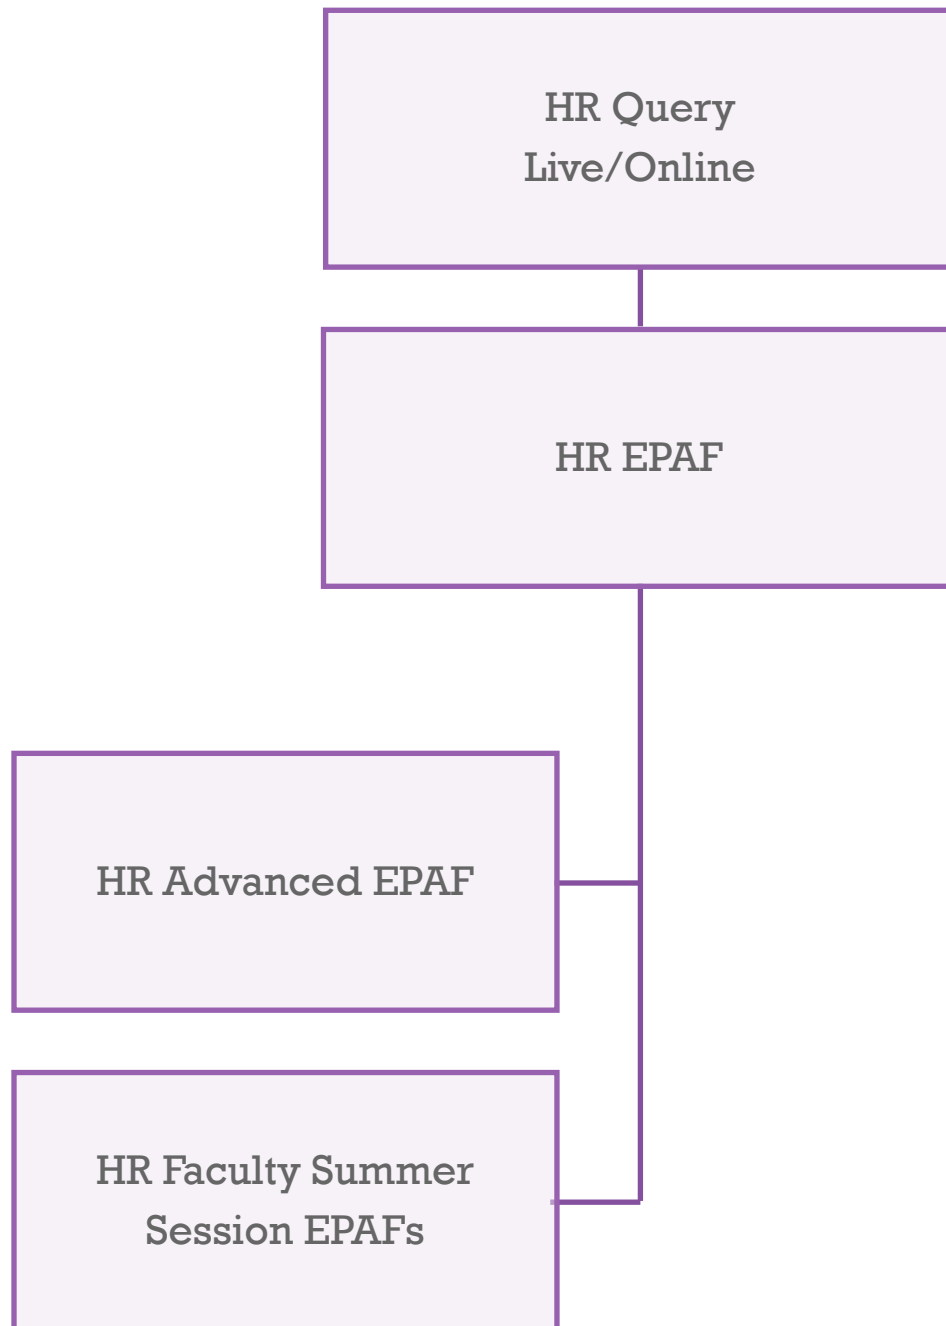 HR Query
Live/Online
HR EPAF
HR Advanced EPAF
HR Faculty Summer
Session EPAFs